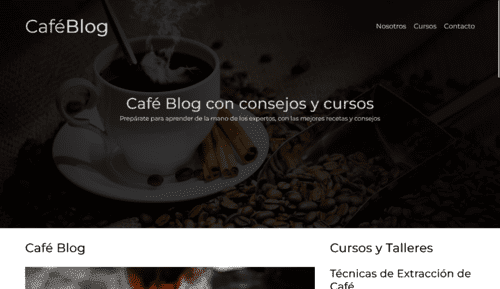 CaféBlog
Nosotros Cursos Contacto
Café Blog con consejos y cursos
Prepárate para aprender de la mano de los expertos, con las mejores recetas y consejos
Café Blog
Cursos y Talleres
Técnicas de Extracción de
Café